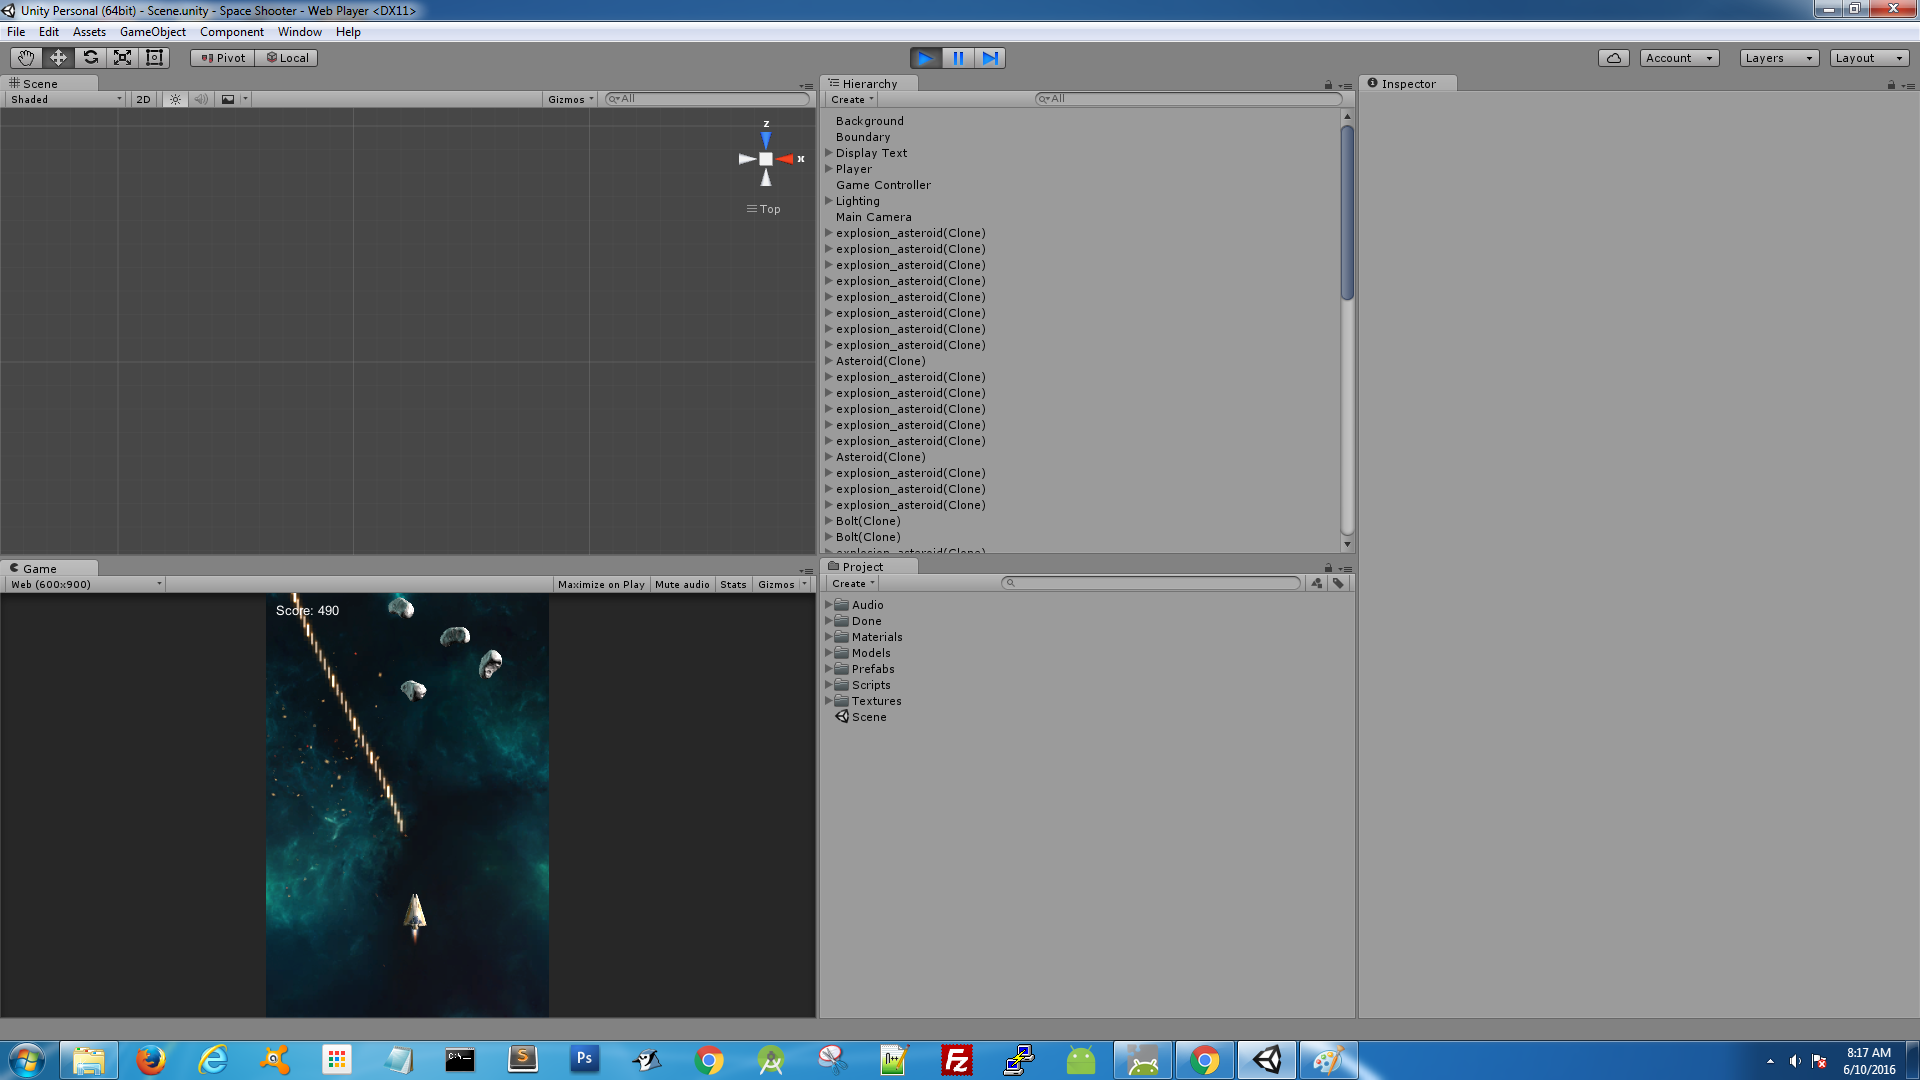 Unity Personal (64bit) - Scene.unity - Space Shooter - Web Player <DX11>
File Edit Assets GameObject Component Window Help
Pivot Local Account Layers Layout
Scene
Shaded 2D Gizmos All
z
x
Top
Hierarchy
Create All
Background
Boundary
Display Text
Player
Game Controller
Lighting
Main Camera
explosion_asteroid(Clone)
explosion_asteroid(Clone)
explosion_asteroid(Clone)
explosion_asteroid(Clone)
explosion_asteroid(Clone)
explosion_asteroid(Clone)
explosion_asteroid(Clone)
explosion_asteroid(Clone)
Asteroid(Clone)
explosion_asteroid(Clone)
explosion_asteroid(Clone)
explosion_asteroid(Clone)
explosion_asteroid(Clone)
explosion_asteroid(Clone)
Asteroid(Clone)
explosion_asteroid(Clone)
explosion_asteroid(Clone)
explosion_asteroid(Clone)
Bolt(Clone)
Bolt(Clone)
explosion_asteroid(Clone)
Inspector
Game
Web (600x900) Maximize on Play Mute audio Stats Gizmos
Score: 490
Project
Create
Audio
Done
Materials
Models
Prefabs
Scripts
Textures
Scene
C:\
S
Ps
n++
Fz
8:17 AM
6/10/2016